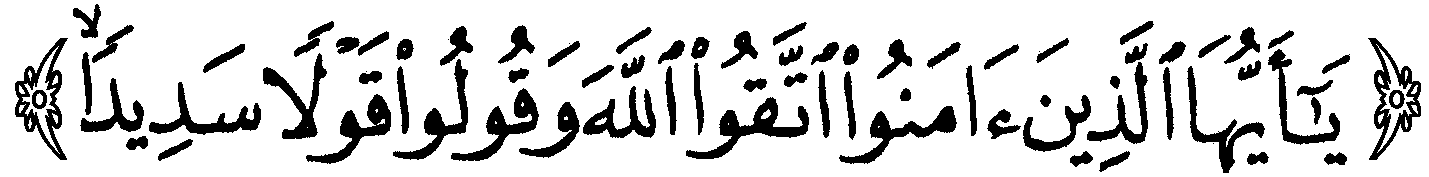 ﴿يَـٰٓأَيُّهَا ٱلَّذِينَ ءَامَنُوا۟ ٱتَّقُوا۟ ٱللَّهَ وَقُولُوا۟ قَوْلًا سَدِيدًاۙ﴾